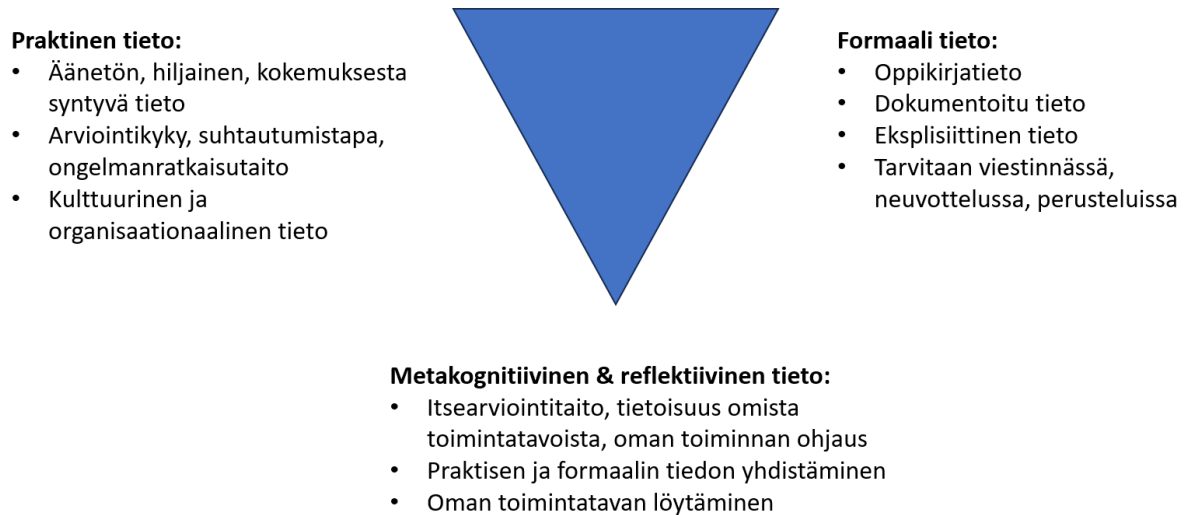 Praktinen tieto:
• Äänetön, hiljainen, kokemuksesta
syntyvä tieto
• Arviointikyky, suhtautumistapa,
ongelmanratkaisutaito
• Kulttuurinen ja
organisaationaalinen tieto
Formaali tieto:
• Oppikirjatieto
• Dokumentoitu tieto
• Eksplisiittinen tieto
• Tarvitaan viestinnässä,
neuvottelussa, perusteluissa
Metakognitiivinen & reflektiivinen tieto:
• Itsearviointitaito, tietoisuus omista
toimintatavoista, oman toiminnan ohjaus
• Praktisen ja formaalin tiedon yhdistäminen
• Oman toimintatavan löytäminen